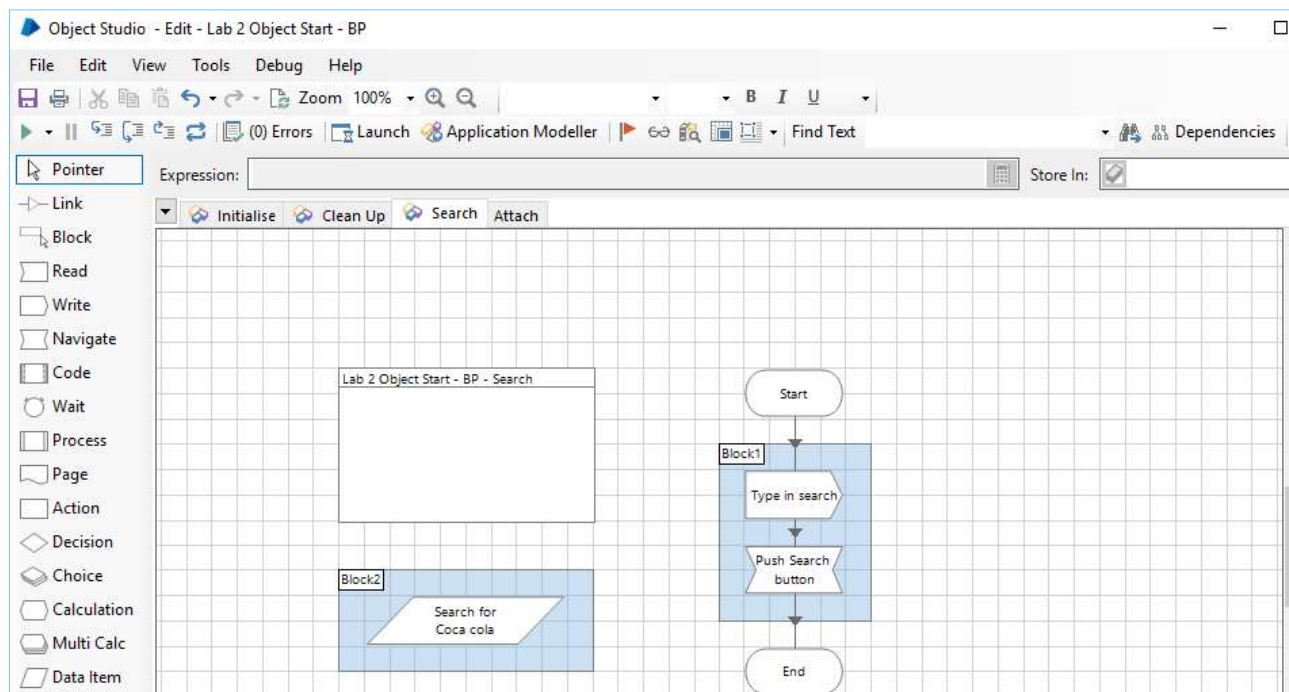 Object Studio - Edit - Lab 2 Object Start - BP
File Edit View Tools Debug Help
Zoom 100% B I U
(0) Errors Launch Application Modeller Find Text Dependencies
Pointer
Expression: Store In:
Link
Initialise Clean Up Search Attach
Block
Read
Write
Navigate
Code
Wait
Process
Page
Action
Decision
Choice
Calculation
Multi Calc
Data Item
Lab 2 Object Start - BP - Search
Block2
Search for
Coca cola
Start
Block1
Type in search
Push Search
button
End